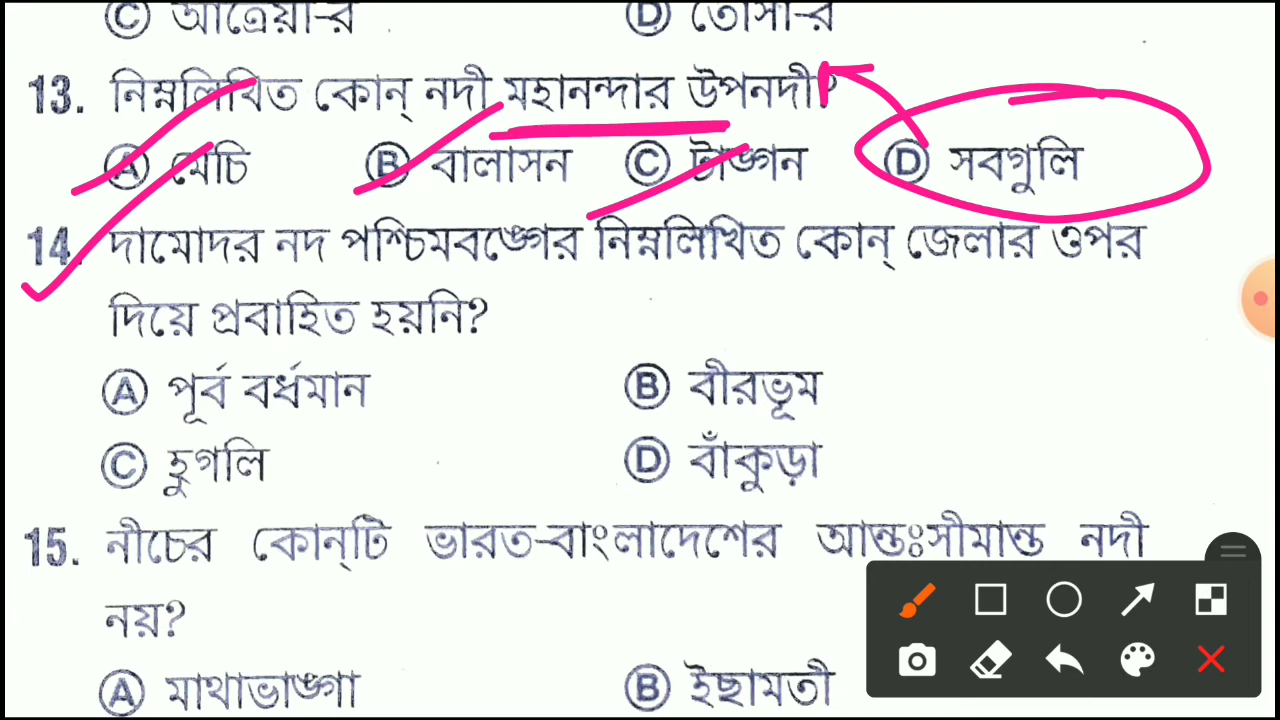 Ⓒ আত্রেয়ী-র Ⓓ তোর্সা-র
13. নিম্নলিখিত কোন্ নদী মহানন্দার উপনদী?
Ⓐ মেচি Ⓑ বালাসন Ⓒ টাঙ্গন Ⓓ সবগুলি
14. দামোদর নদ পশ্চিমবঙ্গের নিম্নলিখিত কোন্ জেলার ওপর
দিয়ে প্রবাহিত হয়নি?
Ⓐ পূর্ব বর্ধমান Ⓑ বীরভূম
Ⓒ হুগলি Ⓓ বাঁকুড়া
15. নীচের কোন্‌টি ভারত-বাংলাদেশের আন্তঃসীমান্ত নদী
নয়?
Ⓐ মাথাভাঙ্গা Ⓑ ইছামতী